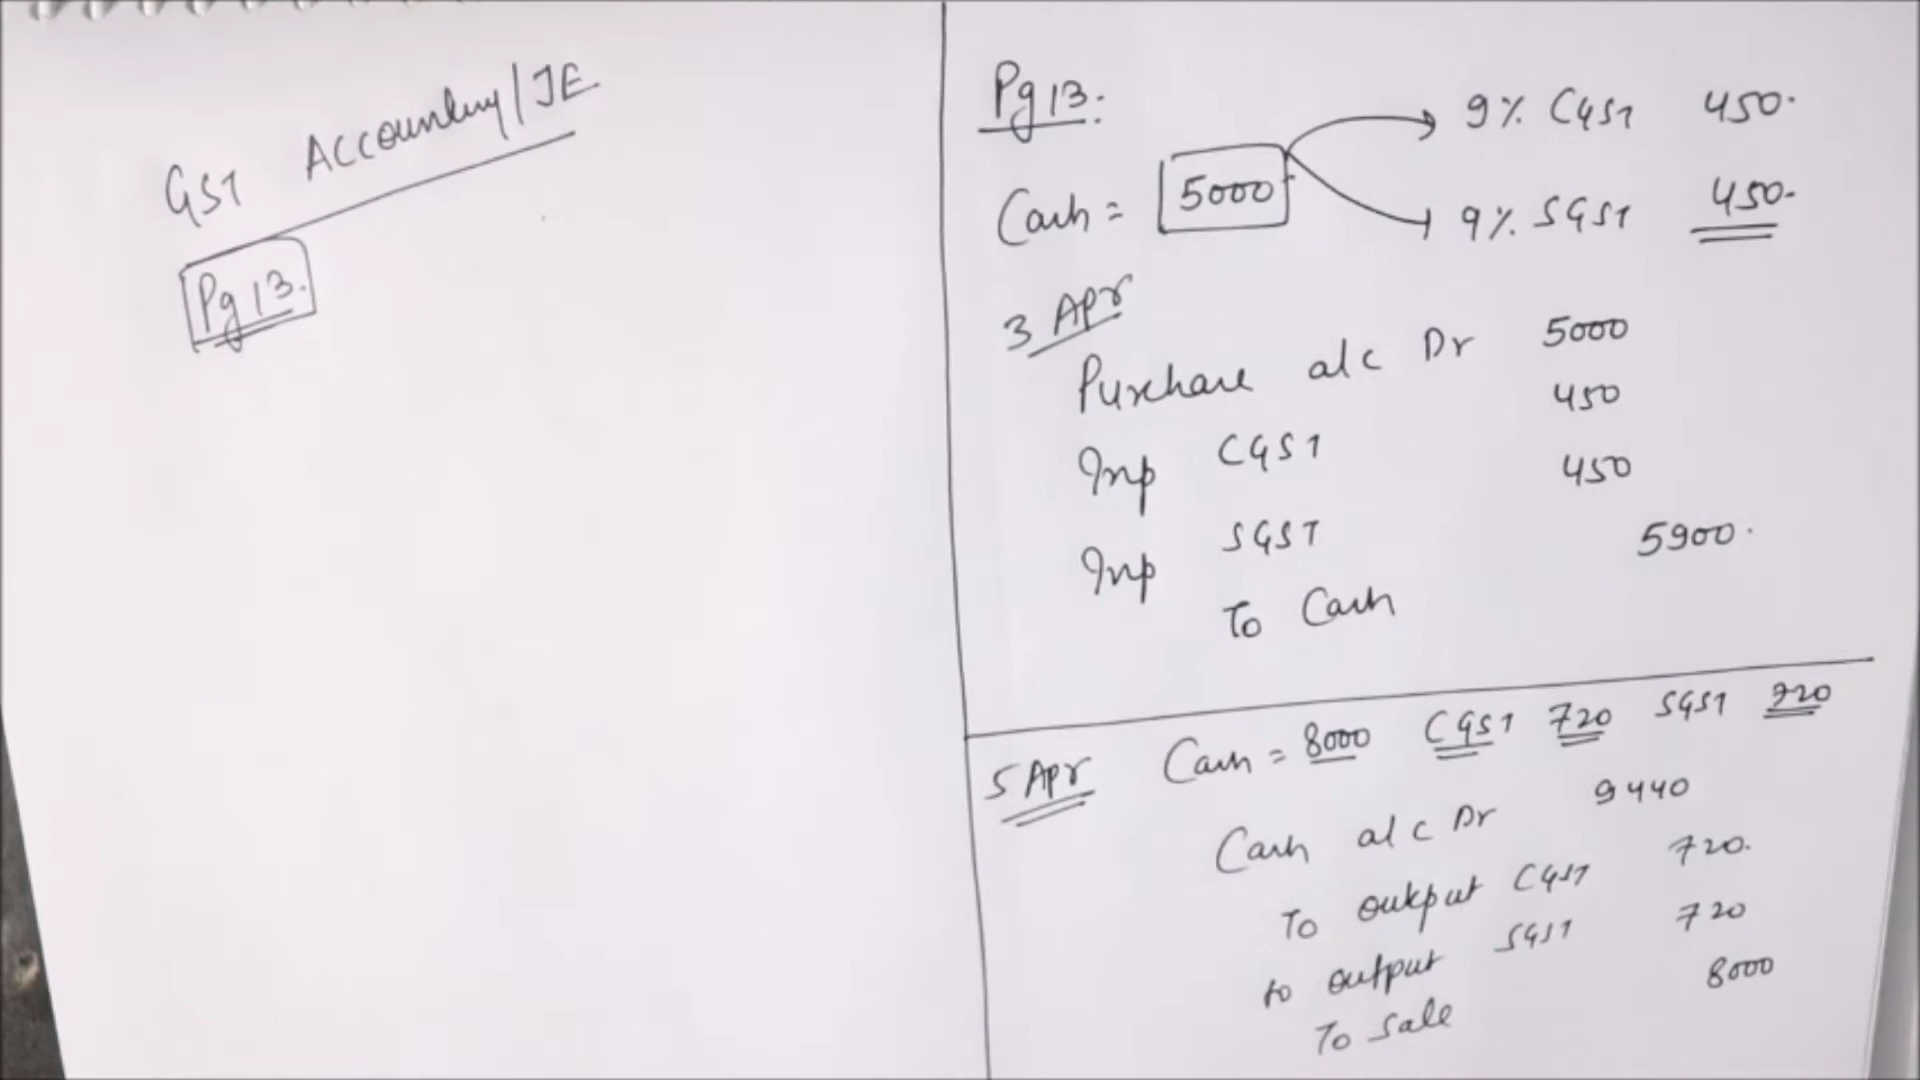 GST Accounting/JE
Pg 13.
Pg 13:
9% CGST 450.
Cash = 5000
9% SGST 450.
3 Apr
Purchase a/c Dr 5000
Inp CGST 450
Inp SGST 450
To Cash 5900.
5 Apr Cash = 8000 CGST 720 SGST 720
Cash a/c Dr 9440
To output CGST 720.
to output SGST 720
To Sale 8000